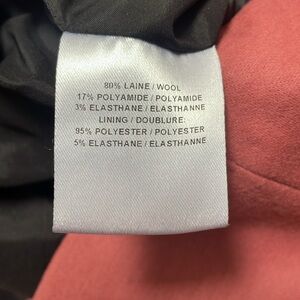 80% LAINE / WOOL
17% POLYAMIDE / POLYAMIDE
3% ELASTHANE / ELASTHANNE
LINING / DOUBLURE:
95% POLYESTER / POLYESTER
5% ELASTHANE / ELASTHANNE